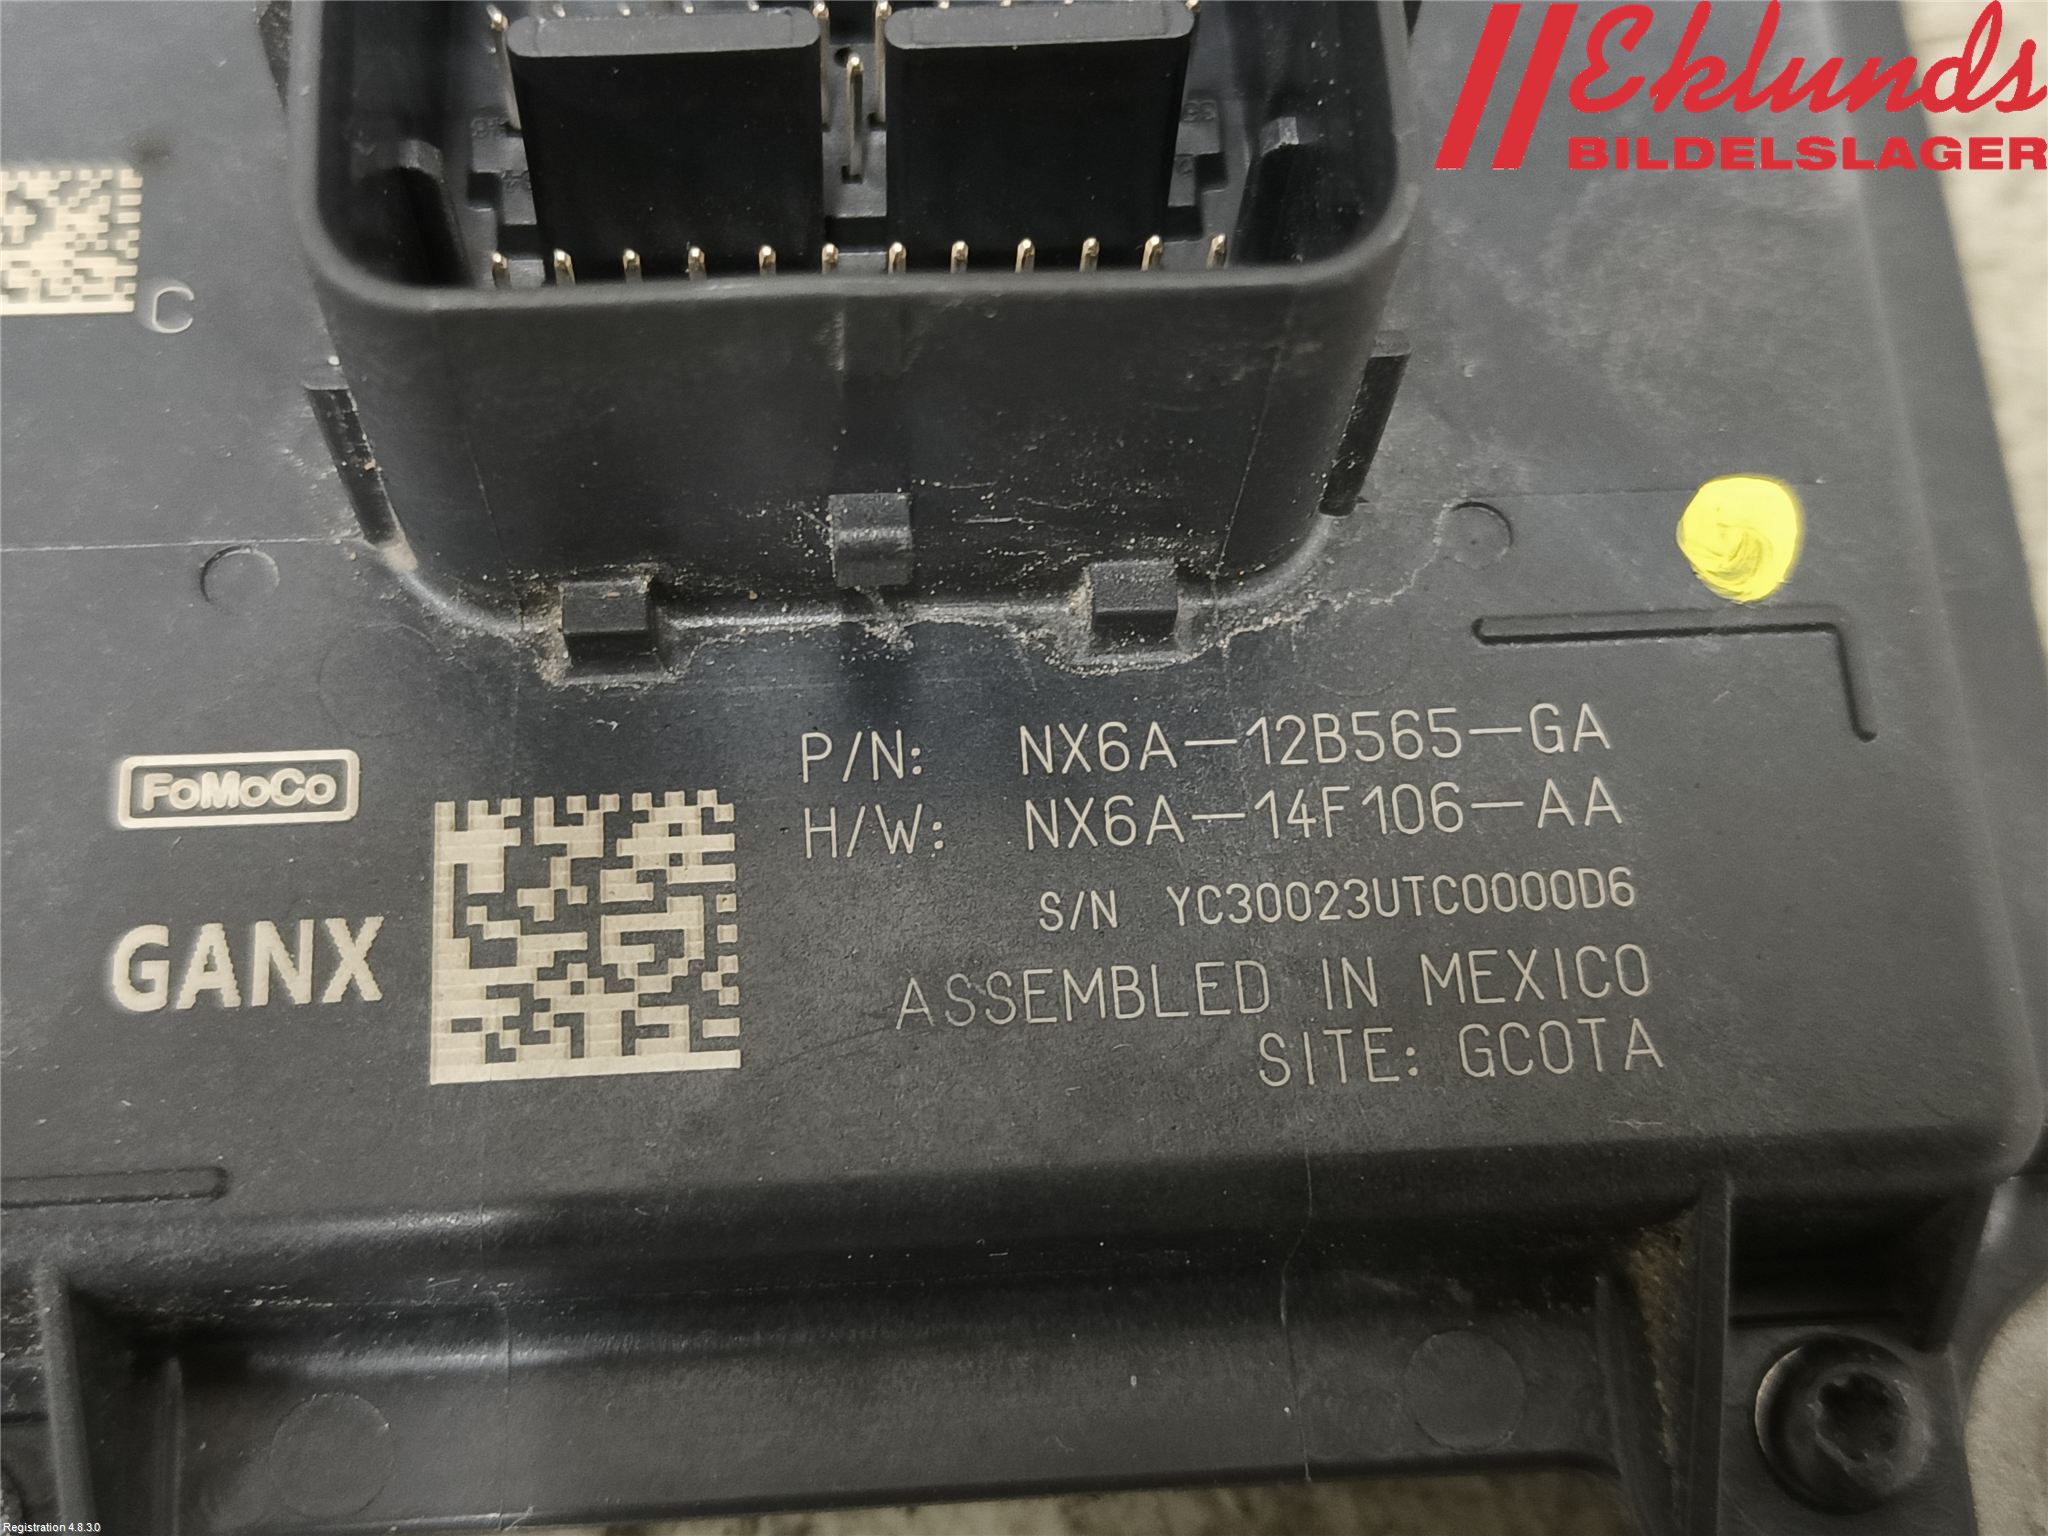 Eklunds
BILDELSLAGER
C
P/N: NX6A-12B565-GA
FoMoCo
H/W: NX6A-14F106-AA
S/N YC30023UTC0000D6
GANX
ASSEMBLED IN MEXICO
SITE: GCOTA
Registration 4.8.3.0